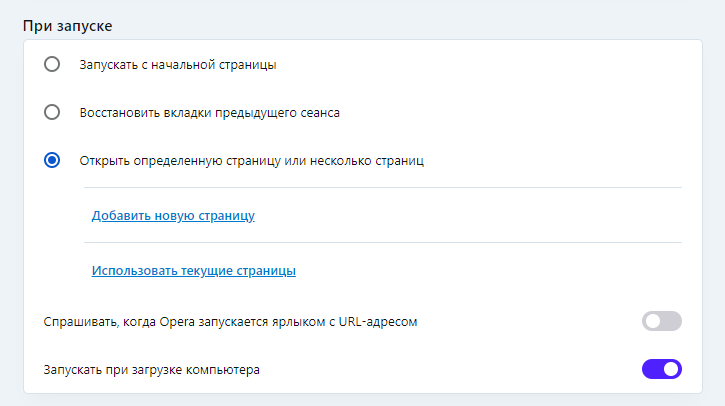 При запуске
Запускать с начальной страницы
Восстановить вкладки предыдущего сеанса
Открыть определенную страницу или несколько страниц
Добавить новую страницу
Использовать текущие страницы
Спрашивать, когда Opera запускается ярлыком с URL-адресом
Запускать при загрузке компьютера